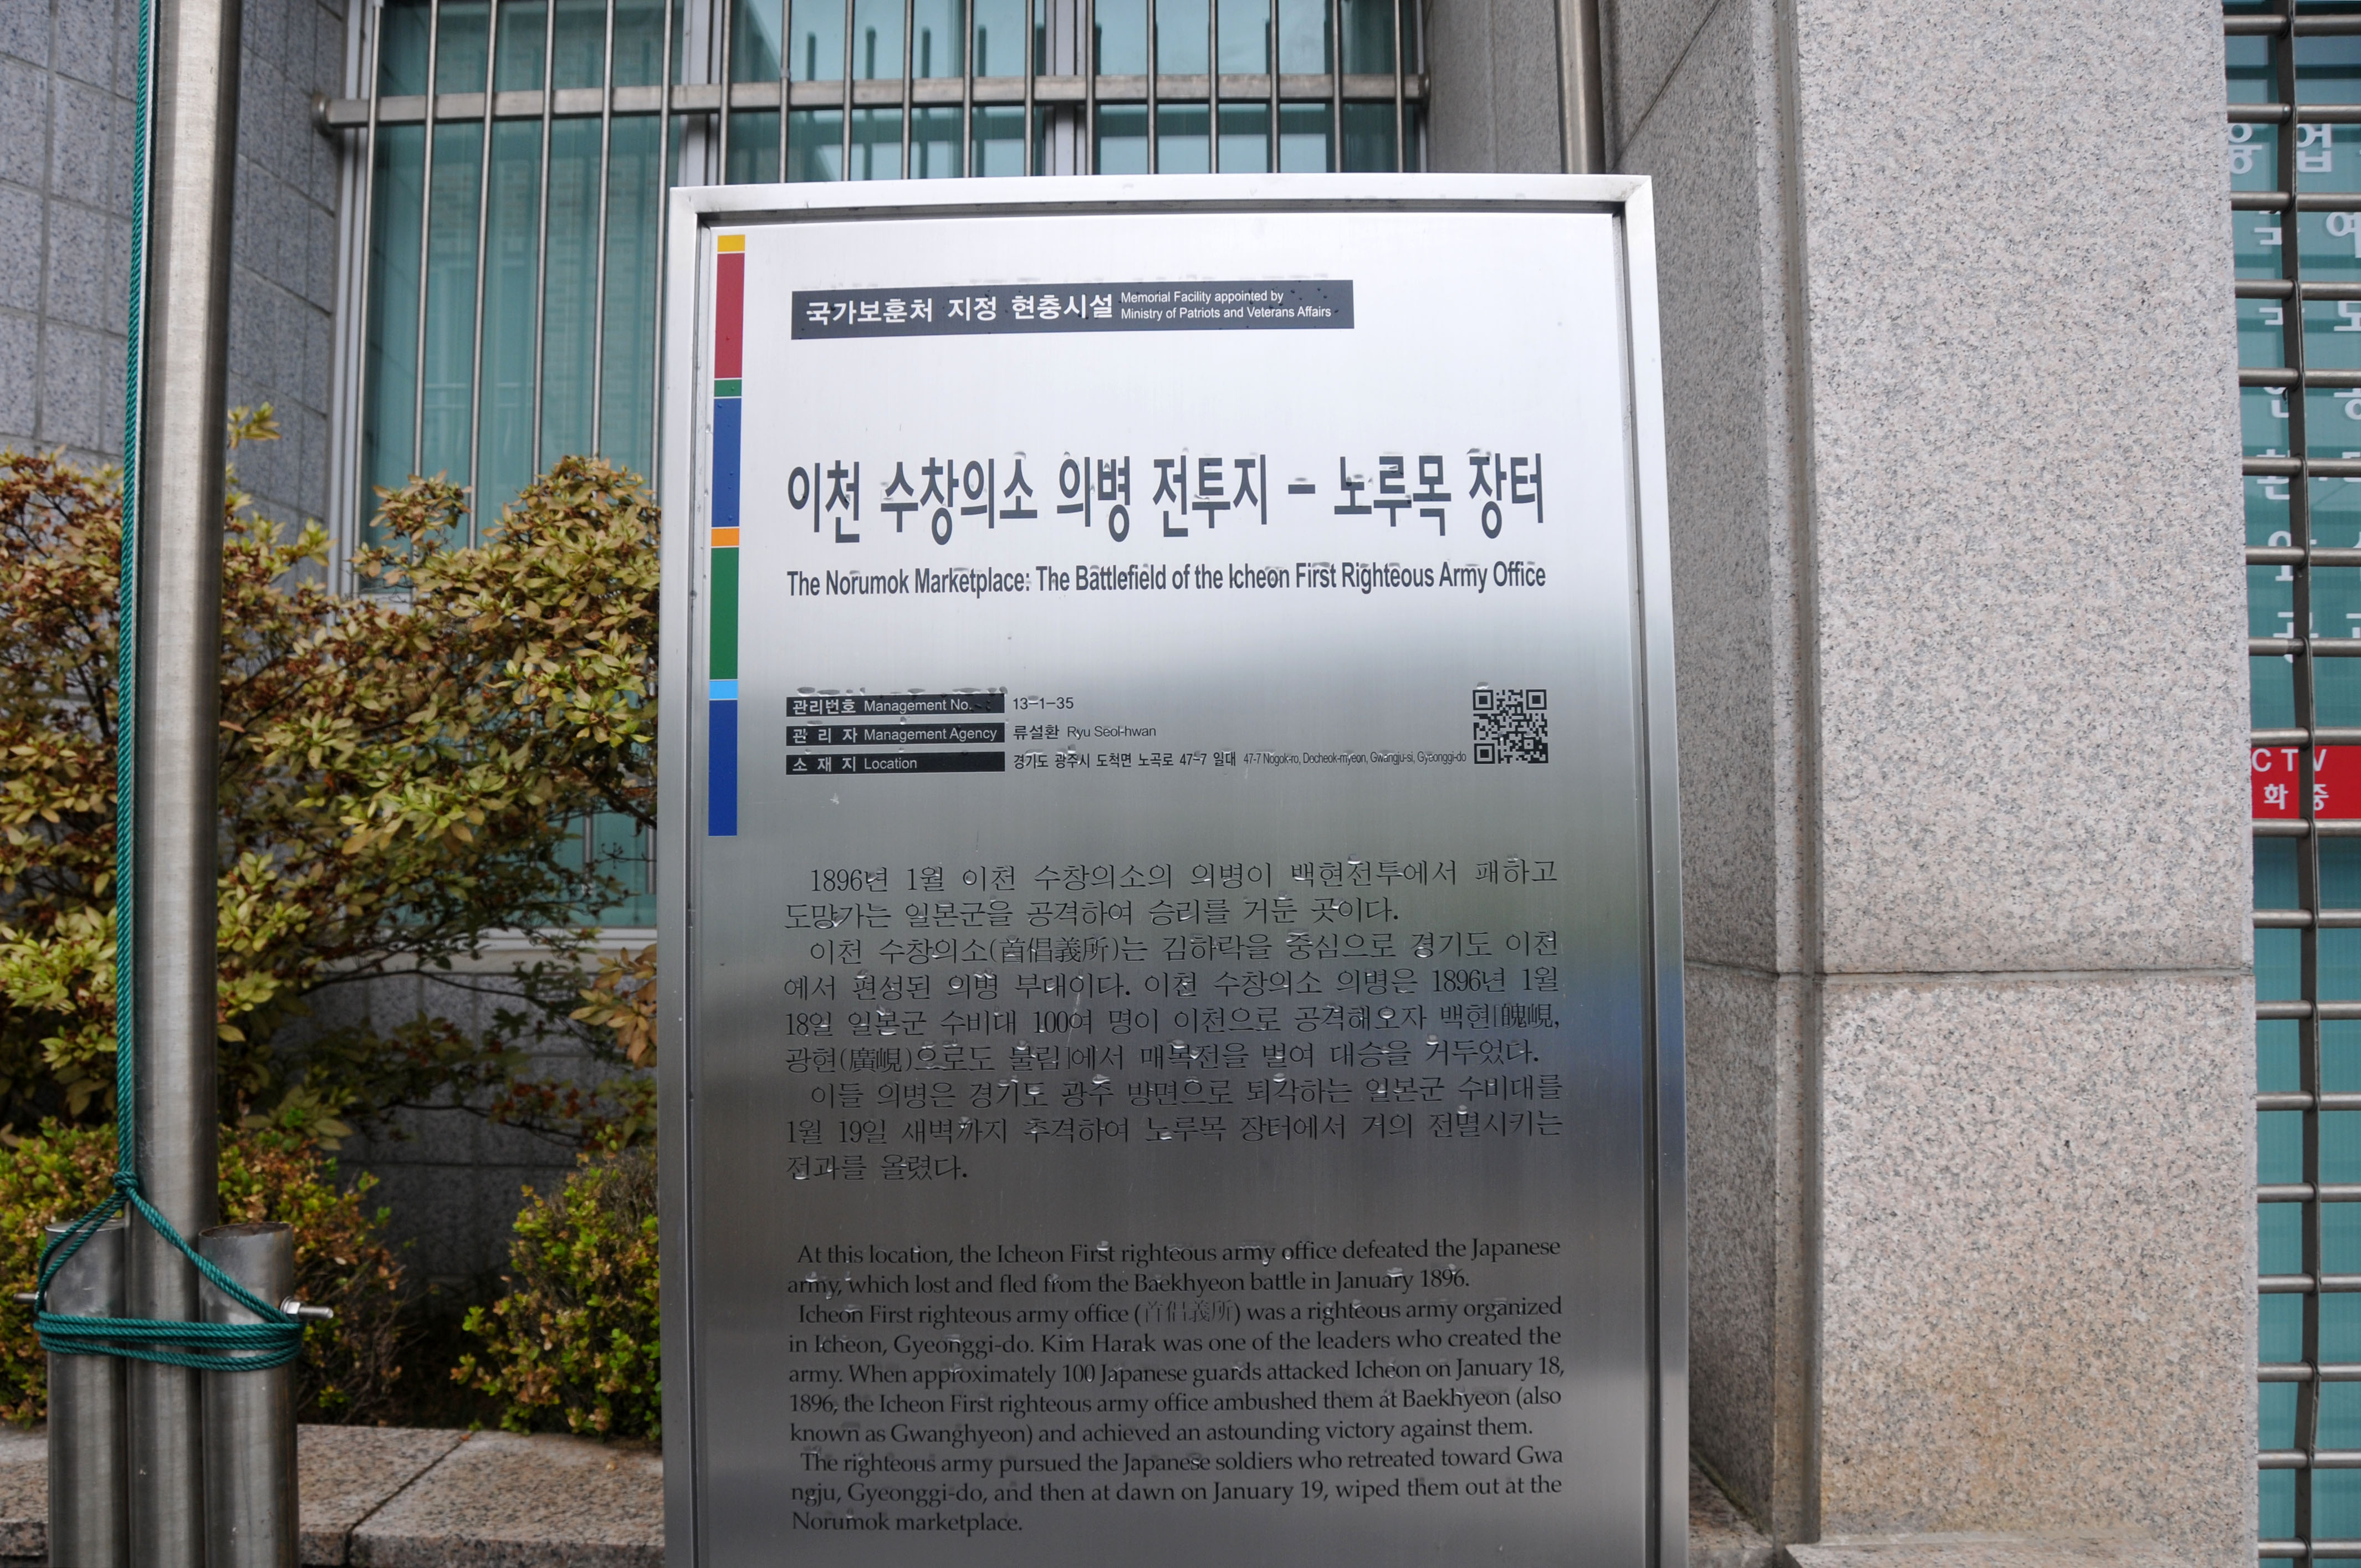 국가보훈처 지정 현충시설 Memorial Facility appointed by
Ministry of Patriots and Veterans Affairs
이천 수창의소 의병 전투지 - 노루목 장터
The Norumok Marketplace: The Battlefield of the Icheon First Righteous Army Office
관리번호 Management No. 13-1-35
관 리 자 Management Agency 류설환 Ryu Seol-hwan
소 재 지 Location 경기도 광주시 도척면 노곡로 47-7 일대 47-7 Nogok-ro, Docheok-myeon, Gwangju-si, Gyeonggi-do
1896년 1월 이천 수창의소의 의병이 백현전투에서 패하고
도망가는 일본군을 공격하여 승리를 거둔 곳이다.
이천 수창의소(首倡義所)는 김하락을 중심으로 경기도 이천
에서 편성된 의병 부대이다. 이천 수창의소 의병은 1896년 1월
18일 일본군 수비대 100여 명이 이천으로 공격해오자 백현[魄峴,
광현(廣峴)으로도 불림]에서 매복전을 벌여 대승을 거두었다.
이들 의병은 경기도 광주 방면으로 퇴각하는 일본군 수비대를
1월 19일 새벽까지 추격하여 노루목 장터에서 거의 전멸시키는
전과를 올렸다.
At this location, the Icheon First righteous army office defeated the Japanese
army, which lost and fled from the Baekhyeon battle in January 1896.
Icheon First righteous army office (首倡義所) was a righteous army organized
in Icheon, Gyeonggi-do. Kim Harak was one of the leaders who created the
army. When approximately 100 Japanese guards attacked Icheon on January 18,
1896, the Icheon First righteous army office ambushed them at Baekhyeon (also
known as Gwanghyeon) and achieved an astounding victory against them.
The righteous army pursued the Japanese soldiers who retreated toward Gwa
ngju, Gyeonggi-do, and then at dawn on January 19, wiped them out at the
Norumok marketplace.
CTV
화중